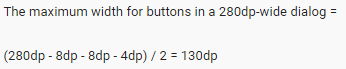 The maximum width for buttons in a 280dp-wide dialog =
(280dp - 8dp - 8dp - 4dp) / 2 = 130dp